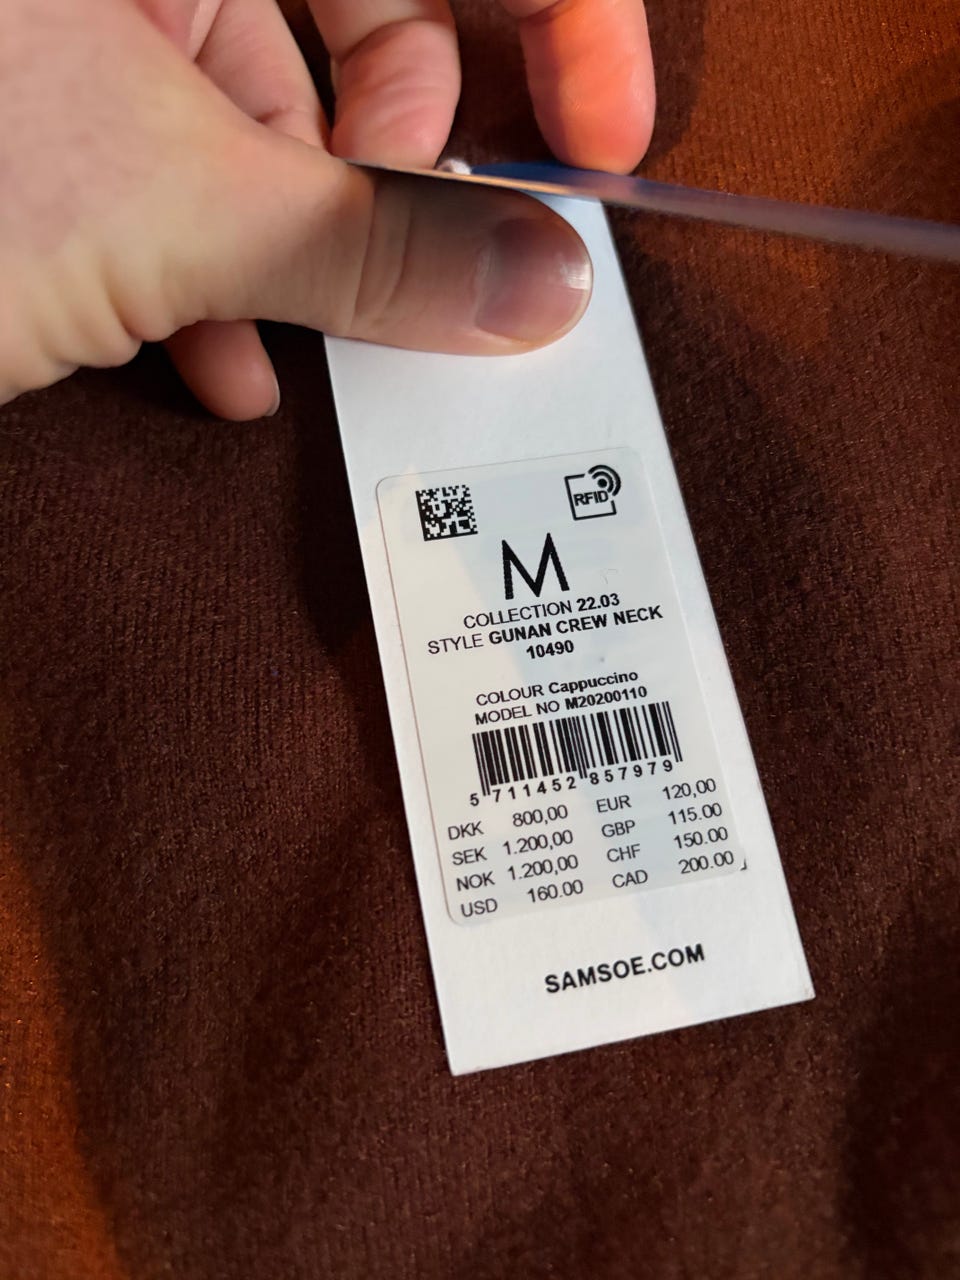 RFID
M
COLLECTION 22.03
STYLE GUNAN CREW NECK
10490
COLOUR Cappuccino
MODEL NO M20200110
5 711452 857979
DKK 800,00 EUR 120,00
SEK 1.200,00 GBP 115.00
NOK 1.200,00 CHF 150.00
USD 160.00 CAD 200.00
SAMSOE.COM